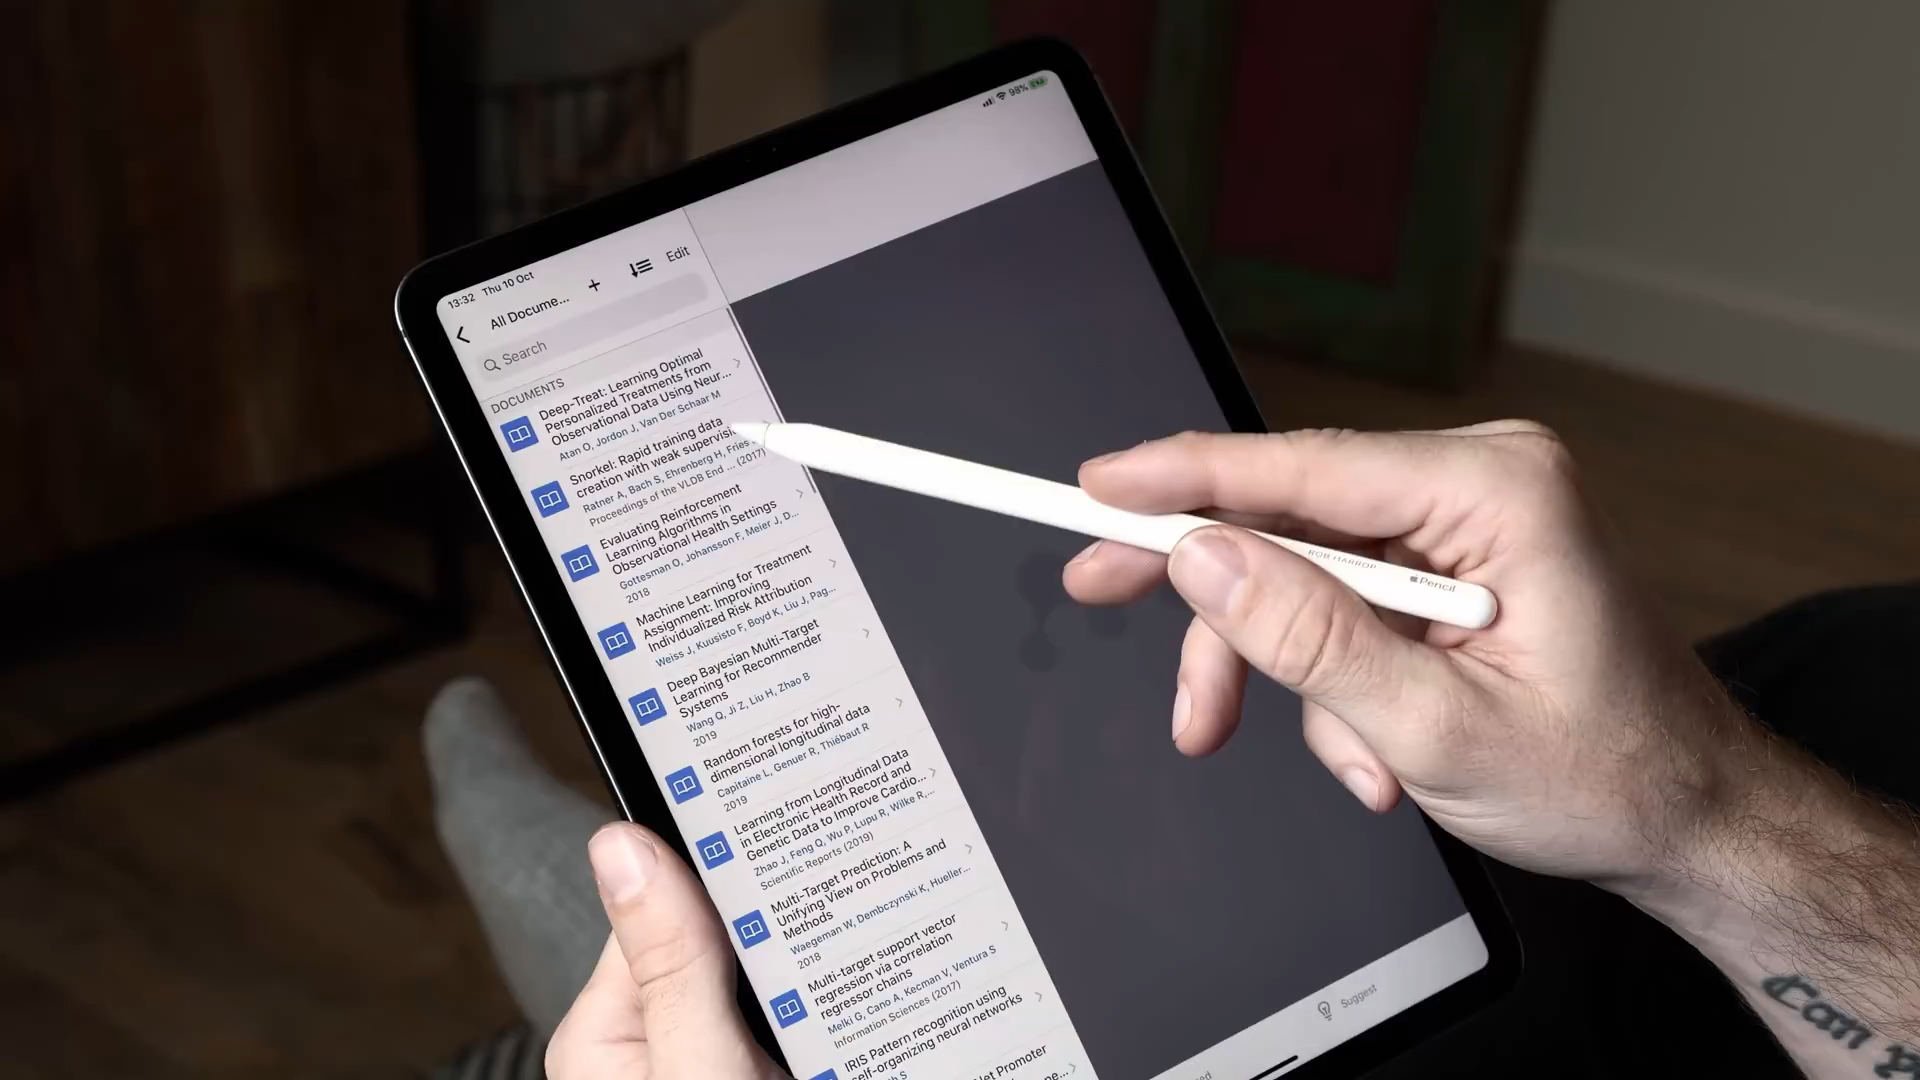 13:32 Thu 10 Oct
98%
All Docume...
Edit
Search
DOCUMENTS
Deep-Treat: Learning Optimal
Personalized Treatments from
Observational Data Using Neur...
Atan O, Jordon J, Van Der Schaar M
Snorkel: Rapid training data
creation with weak supervisi
Ratner A, Bach S, Ehrenberg H, Fries
Proceedings of the VLDB End ... (2017)
Evaluating Reinforcement
Learning Algorithms in
Observational Health Settings
Gottesman O, Johansson F, Meier J, D...
2018
Machine Learning for Treatment
Assignment: Improving
Individualized Risk Attribution
Weiss J, Kuusisto F, Boyd K, Liu J, Pag...
Deep Bayesian Multi-Target
Learning for Recommender
Systems
Wang Q, Ji Z, Liu H, Zhao B
2019
Random forests for high-
dimensional longitudinal data
Capitaine L, Genuer R, Thiébaut R
2019
Learning from Longitudinal Data
in Electronic Health Record and
Genetic Data to Improve Cardio...
Zhao J, Feng Q, Wu P, Lupu R, Wilke R,...
Scientific Reports (2019)
Multi-Target Prediction: A
Unifying View on Problems and
Methods
Waegeman W, Dembczynski K, Hueller...
2018
Multi-target support vector
regression via correlation
regressor chains
Melki G, Cano A, Kecman V, Ventura S
Information Sciences (2017)
IRIS Pattern recognition using
self-organizing neural networks
h S
Net Promoter
Suggest
ROB HARROP
Pencil
Can